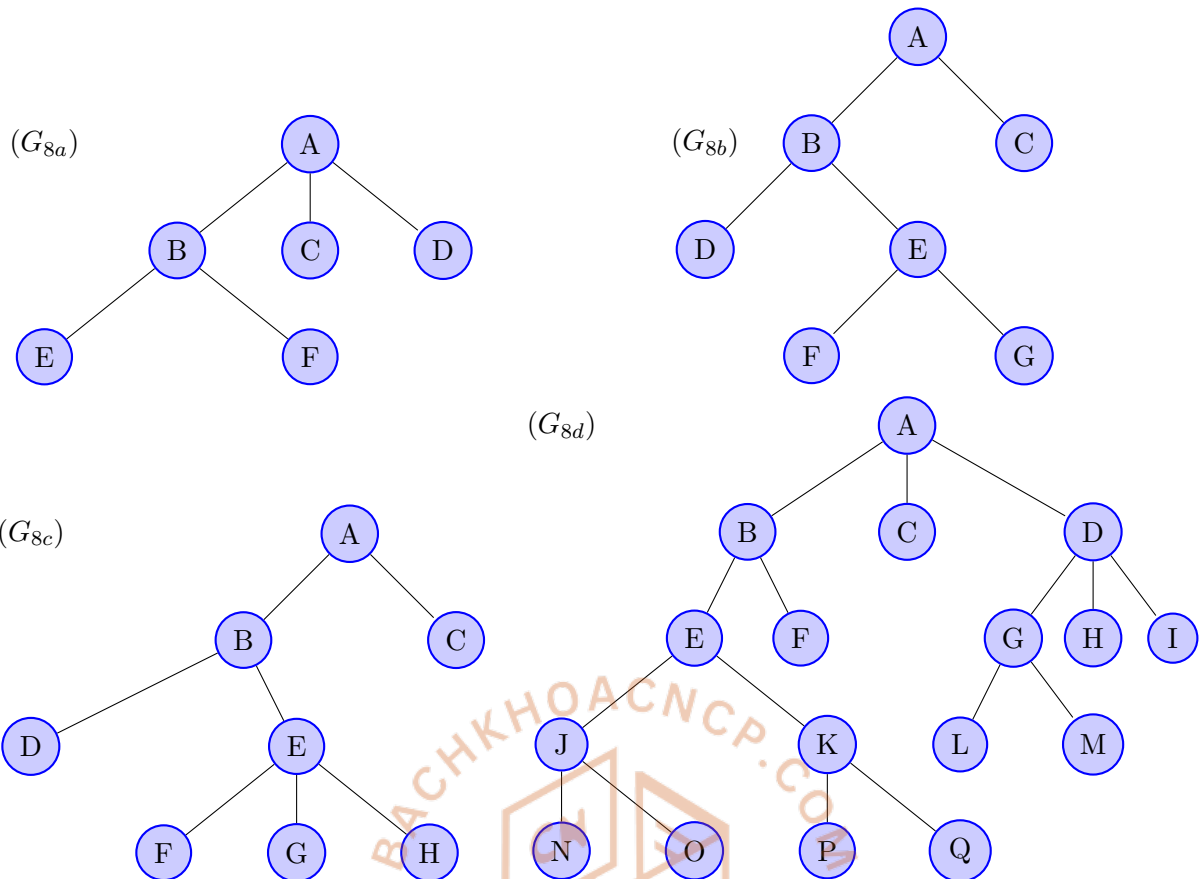 (G8a)
A
B C D
E F
(G8b)
A
B C
D E
F G
(G8c)
A
B C
D E
F G H
(G8d)
A
B C D
E F G H I
J K L M
N O P Q
BACHKHOACNCP.COM